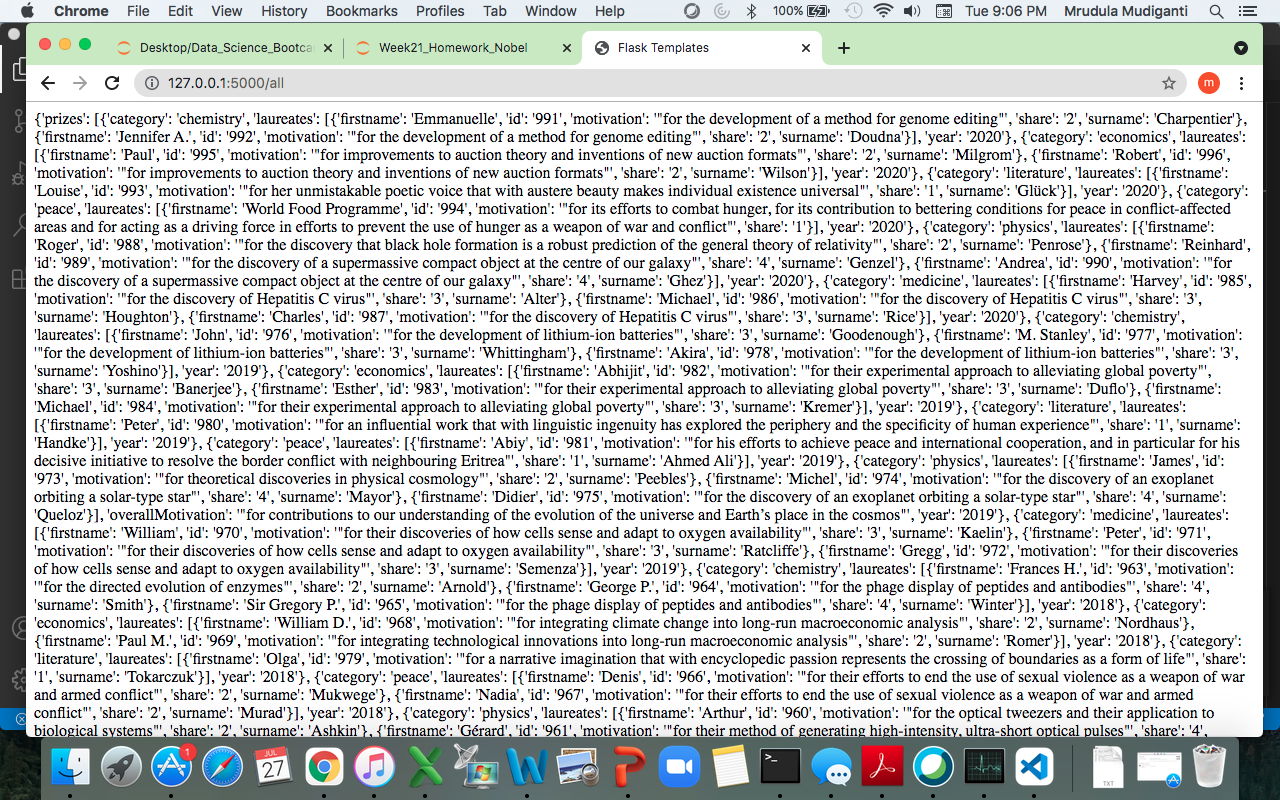 Chrome File Edit View History Bookmarks Profiles Tab Window Help 100% Tue 9:06 PM Mrudula Mudiganti
Desktop/Data_Science_Bootca Week21_Homework_Nobel Flask Templates
127.0.0.1:5000/all m
{'prizes': [{'category': 'chemistry', 'laureates': [{'firstname': 'Emmanuelle', 'id': '991', 'motivation': '"for the development of a method for genome editing"', 'share': '2', 'surname': 'Charpentier'},
{'firstname': 'Jennifer A.', 'id': '992', 'motivation': '"for the development of a method for genome editing"', 'share': '2', 'surname': 'Doudna'}], 'year': '2020'}, {'category': 'economics', 'laureates':
[{'firstname': 'Paul', 'id': '995', 'motivation': '"for improvements to auction theory and inventions of new auction formats"', 'share': '2', 'surname': 'Milgrom'}, {'firstname': 'Robert', 'id': '996',
'motivation': '"for improvements to auction theory and inventions of new auction formats"', 'share': '2', 'surname': 'Wilson'}], 'year': '2020'}, {'category': 'literature', 'laureates': [{'firstname':
'Louise', 'id': '993', 'motivation': '"for her unmistakable poetic voice that with austere beauty makes individual existence universal"', 'share': '1', 'surname': 'Glück'}], 'year': '2020'}, {'category':
'peace', 'laureates': [{'firstname': 'World Food Programme', 'id': '994', 'motivation': '"for its efforts to combat hunger, for its contribution to bettering conditions for peace in conflict-affected
areas and for acting as a driving force in efforts to prevent the use of hunger as a weapon of war and conflict"', 'share': '1'}], 'year': '2020'}, {'category': 'physics', 'laureates': [{'firstname':
'Roger', 'id': '988', 'motivation': '"for the discovery that black hole formation is a robust prediction of the general theory of relativity"', 'share': '2', 'surname': 'Penrose'}, {'firstname': 'Reinhard',
'id': '989', 'motivation': '"for the discovery of a supermassive compact object at the centre of our galaxy"', 'share': '4', 'surname': 'Genzel'}, {'firstname': 'Andrea', 'id': '990', 'motivation': '"for
the discovery of a supermassive compact object at the centre of our galaxy"', 'share': '4', 'surname': 'Ghez'}], 'year': '2020'}, {'category': 'medicine', 'laureates': [{'firstname': 'Harvey', 'id': '985',
'motivation': '"for the discovery of Hepatitis C virus"', 'share': '3', 'surname': 'Alter'}, {'firstname': 'Michael', 'id': '986', 'motivation': '"for the discovery of Hepatitis C virus"', 'share': '3',
'surname': 'Houghton'}, {'firstname': 'Charles', 'id': '987', 'motivation': '"for the discovery of Hepatitis C virus"', 'share': '3', 'surname': 'Rice'}], 'year': '2020'}, {'category': 'chemistry',
'laureates': [{'firstname': 'John', 'id': '976', 'motivation': '"for the development of lithium-ion batteries"', 'share': '3', 'surname': 'Goodenough'}, {'firstname': 'M. Stanley', 'id': '977', 'motivation':
'"for the development of lithium-ion batteries"', 'share': '3', 'surname': 'Whittingham'}, {'firstname': 'Akira', 'id': '978', 'motivation': '"for the development of lithium-ion batteries"', 'share': '3',
'surname': 'Yoshino'}], 'year': '2019'}, {'category': 'economics', 'laureates': [{'firstname': 'Abhijit', 'id': '982', 'motivation': '"for their experimental approach to alleviating global poverty"',
'share': '3', 'surname': 'Banerjee'}, {'firstname': 'Esther', 'id': '983', 'motivation': '"for their experimental approach to alleviating global poverty"', 'share': '3', 'surname': 'Duflo'}, {'firstname':
'Michael', 'id': '984', 'motivation': '"for their experimental approach to alleviating global poverty"', 'share': '3', 'surname': 'Kremer'}], 'year': '2019'}, {'category': 'literature', 'laureates':
[{'firstname': 'Peter', 'id': '980', 'motivation': '"for an influential work that with linguistic ingenuity has explored the periphery and the specificity of human experience"', 'share': '1', 'surname':
'Handke'}], 'year': '2019'}, {'category': 'peace', 'laureates': [{'firstname': 'Abiy', 'id': '981', 'motivation': '"for his efforts to achieve peace and international cooperation, and in particular for his
decisive initiative to resolve the border conflict with neighbouring Eritrea"', 'share': '1', 'surname': 'Ahmed Ali'}], 'year': '2019'}, {'category': 'physics', 'laureates': [{'firstname': 'James', 'id':
'973', 'motivation': '"for theoretical discoveries in physical cosmology"', 'share': '2', 'surname': 'Peebles'}, {'firstname': 'Michel', 'id': '974', 'motivation': '"for the discovery of an exoplanet
orbiting a solar-type star"', 'share': '4', 'surname': 'Mayor'}, {'firstname': 'Didier', 'id': '975', 'motivation': '"for the discovery of an exoplanet orbiting a solar-type star"', 'share': '4', 'surname':
'Queloz'}], 'overallMotivation': '"for contributions to our understanding of the evolution of the universe and Earth’s place in the cosmos"', 'year': '2019'}, {'category': 'medicine', 'laureates':
[{'firstname': 'William', 'id': '970', 'motivation': '"for their discoveries of how cells sense and adapt to oxygen availability"', 'share': '3', 'surname': 'Kaelin'}, {'firstname': 'Peter', 'id': '971',
'motivation': '"for their discoveries of how cells sense and adapt to oxygen availability"', 'share': '3', 'surname': 'Ratcliffe'}, {'firstname': 'Gregg', 'id': '972', 'motivation': '"for their discoveries
of how cells sense and adapt to oxygen availability"', 'share': '3', 'surname': 'Semenza'}], 'year': '2019'}, {'category': 'chemistry', 'laureates': [{'firstname': 'Frances H.', 'id': '963', 'motivation':
'"for the directed evolution of enzymes"', 'share': '2', 'surname': 'Arnold'}, {'firstname': 'George P.', 'id': '964', 'motivation': '"for the phage display of peptides and antibodies"', 'share': '4',
'surname': 'Smith'}, {'firstname': 'Sir Gregory P.', 'id': '965', 'motivation': '"for the phage display of peptides and antibodies"', 'share': '4', 'surname': 'Winter'}], 'year': '2018'}, {'category':
'economics', 'laureates': [{'firstname': 'William D.', 'id': '968', 'motivation': '"for integrating climate change into long-run macroeconomic analysis"', 'share': '2', 'surname': 'Nordhaus'},
{'firstname': 'Paul M.', 'id': '969', 'motivation': '"for integrating technological innovations into long-run macroeconomic analysis"', 'share': '2', 'surname': 'Romer'}], 'year': '2018'}, {'category':
'literature', 'laureates': [{'firstname': 'Olga', 'id': '979', 'motivation': '"for a narrative imagination that with encyclopedic passion represents the crossing of boundaries as a form of life"', 'share':
'1', 'surname': 'Tokarczuk'}], 'year': '2018'}, {'category': 'peace', 'laureates': [{'firstname': 'Denis', 'id': '966', 'motivation': '"for their efforts to end the use of sexual violence as a weapon of war
and armed conflict"', 'share': '2', 'surname': 'Mukwege'}, {'firstname': 'Nadia', 'id': '967', 'motivation': '"for their efforts to end the use of sexual violence as a weapon of war and armed
conflict"', 'share': '2', 'surname': 'Murad'}], 'year': '2018'}, {'category': 'physics', 'laureates': [{'firstname': 'Arthur', 'id': '960', 'motivation': '"for the optical tweezers and their application to
biological systems"', 'share': '2', 'surname': 'Ashkin'}, {'firstname': 'Gérard', 'id': '961', 'motivation': '"for their method of generating high-intensity, ultra-short optical pulses"', 'share': '4',
1
JUL
27
TXT